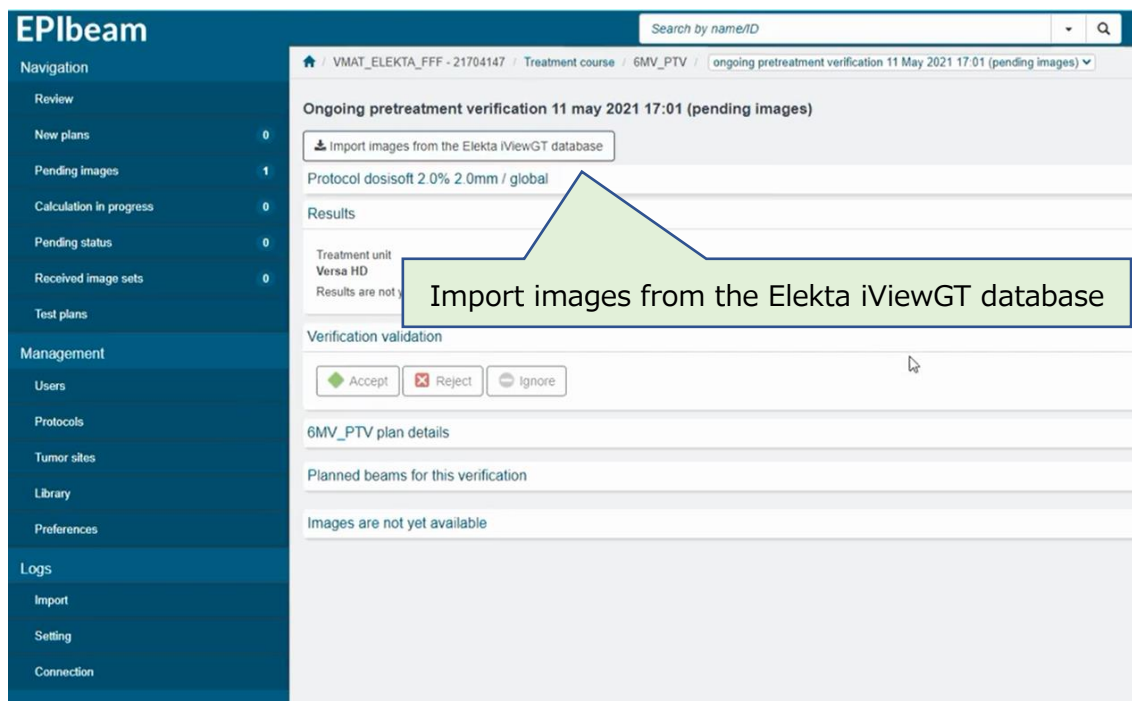 EPIbeam
Search by name/ID
Navigation
Review
New plans 0
Pending images 1
Calculation in progress 0
Pending status 0
Received image sets 0
Test plans
Management
Users
Protocols
Tumor sites
Library
Preferences
Logs
Import
Setting
Connection
/ VMAT_ELEKTA_FFF - 21704147 / Treatment course / 6MV_PTV / ongoing pretreatment verification 11 May 2021 17:01 (pending images)
Ongoing pretreatment verification 11 may 2021 17:01 (pending images)
Import images from the Elekta iViewGT database
Protocol dosisoft 2.0% 2.0mm / global
Results
Treatment unit
Versa HD
Results are not y
Import images from the Elekta iViewGT database
Verification validation
Accept Reject Ignore
6MV_PTV plan details
Planned beams for this verification
Images are not yet available